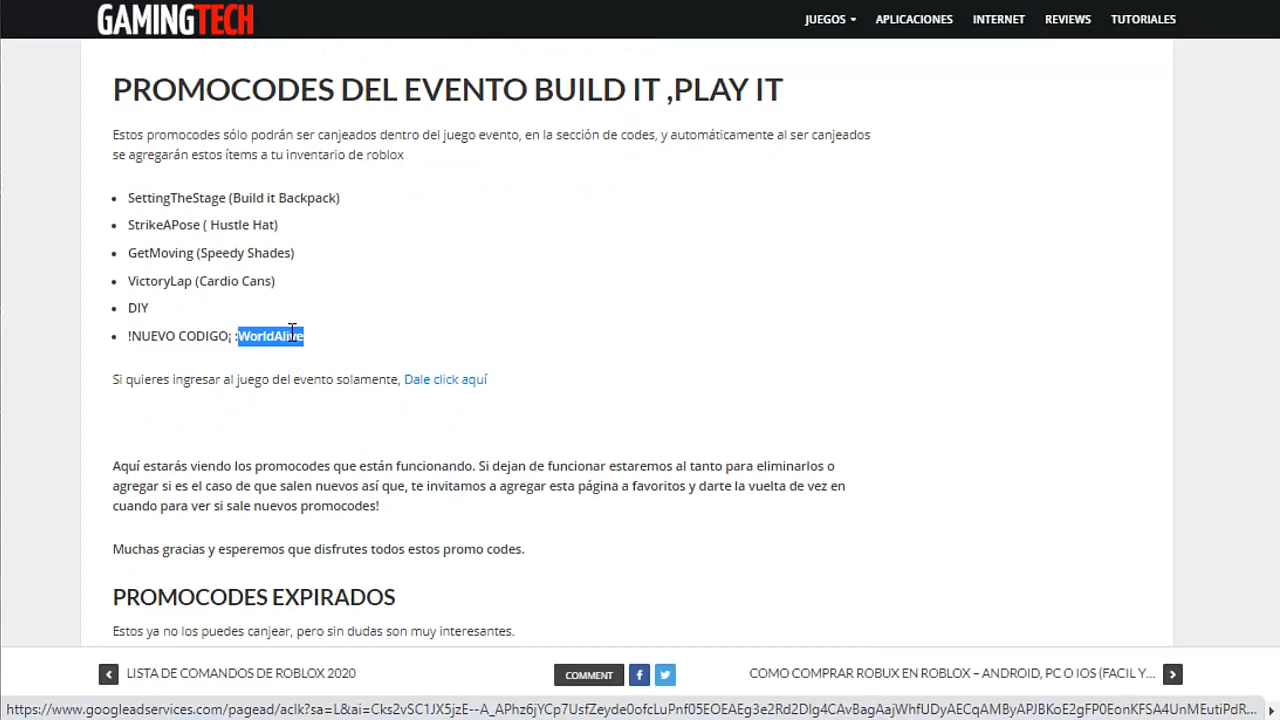 GAMINGTECH
JUEGOS APLICACIONES INTERNET REVIEWS TUTORIALES
PROMOCODES DEL EVENTO BUILD IT ,PLAY IT
Estos promocodes sólo podrán ser canjeados dentro del juego evento, en la sección de codes, y automáticamente al ser canjeados
se agregarán estos ítems a tu inventario de roblox
SettingTheStage (Build it Backpack)
StrikeAPose ( Hustle Hat)
GetMoving (Speedy Shades)
VictoryLap (Cardio Cans)
DIY
!NUEVO CODIGO¡ :WorldAlive
Si quieres ingresar al juego del evento solamente, Dale click aquí
Aquí estarás viendo los promocodes que están funcionando. Si dejan de funcionar estaremos al tanto para eliminarlos o
agregar si es el caso de que salen nuevos así que, te invitamos a agregar esta página a favoritos y darte la vuelta de vez en
cuando para ver si sale nuevos promocodes!
Muchas gracias y esperemos que disfrutes todos estos promo codes.
PROMOCODES EXPIRADOS
Estos ya no los puedes canjear, pero sin dudas son muy interesantes.
LISTA DE COMANDOS DE ROBLOX 2020
COMMENT
COMO COMPRAR ROBUX EN ROBLOX – ANDROID, PC O IOS (FACIL Y...
https://www.googleadservices.com/pagead/aclk?sa=L&ai=Cks2vSC1JX5jzE--A_APhz6jYCp7UsfZeyde0ofcLuPnf05EOEAEg3e2Rd2Dlg4CAvBagAajWhfUDyAECqAMByAPJBKoE2gFP0EonKFSA4UnMEutiPdR...